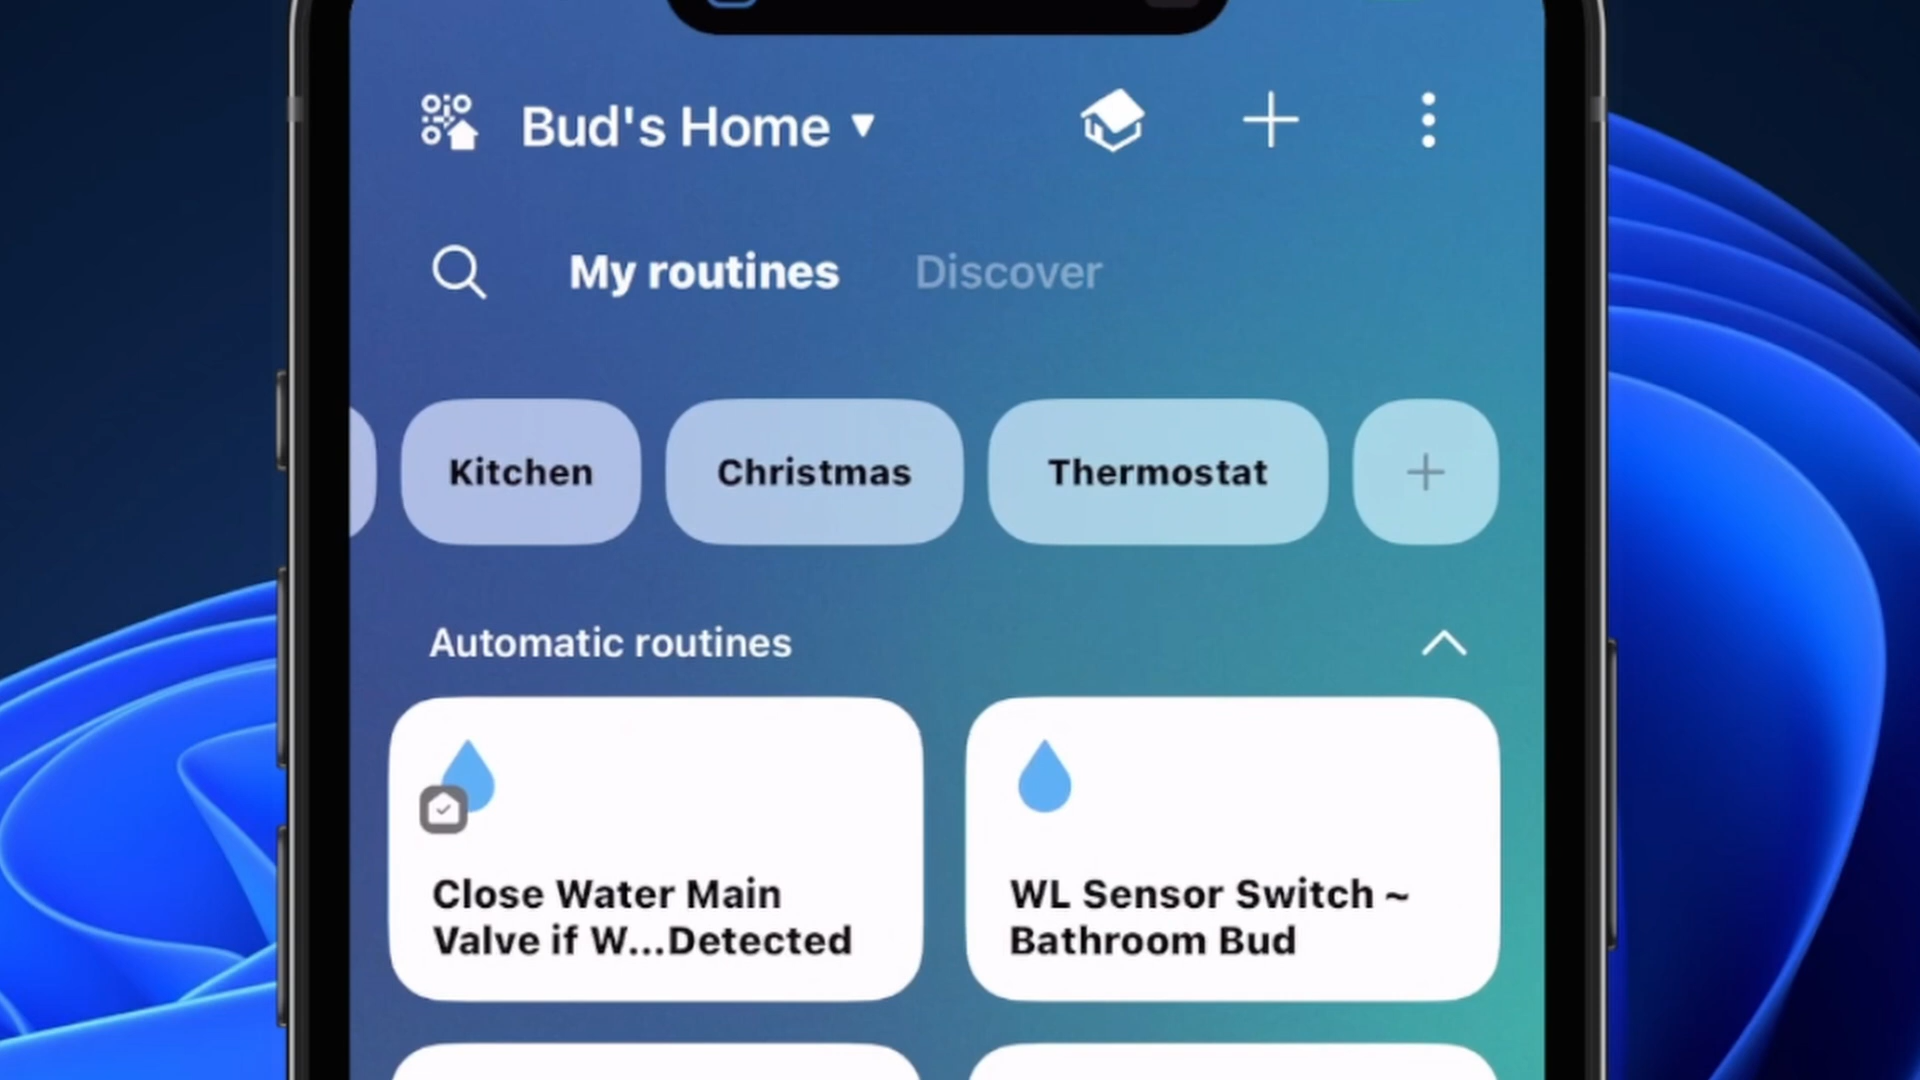 Bud's Home ▼
My routines
Discover
Kitchen
Christmas
Thermostat
Automatic routines
Close Water Main
Valve if W...Detected
WL Sensor Switch ~
Bathroom Bud